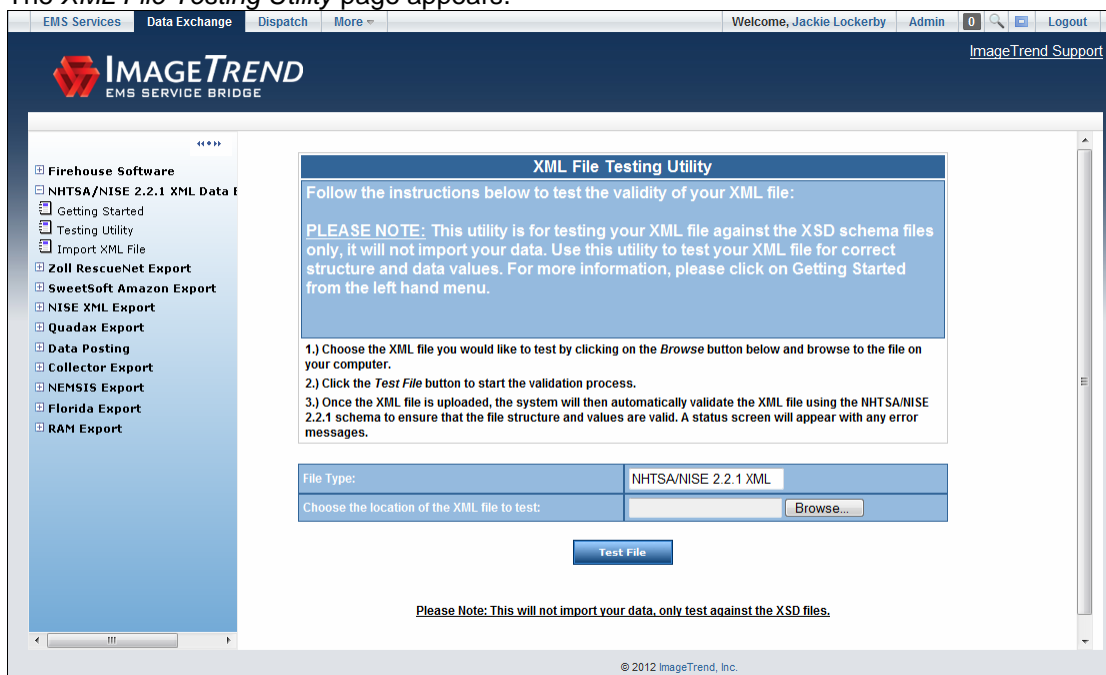 The XML File Testing Utility page appears:
EMS Services Data Exchange Dispatch More Welcome, Jackie Lockerby Admin 0 Logout
ImageTrend Support
IMAGETREND
EMS SERVICE BRIDGE
Firehouse Software
NHTSA/NISE 2.2.1 XML Data E
Getting Started
Testing Utility
Import XML File
Zoll RescueNet Export
SweetSoft Amazon Export
NISE XML Export
Quadax Export
Data Posting
Collector Export
NEMSIS Export
Florida Export
RAM Export
XML File Testing Utility
Follow the instructions below to test the validity of your XML file:
PLEASE NOTE: This utility is for testing your XML file against the XSD schema files
only, it will not import your data. Use this utility to test your XML file for correct
structure and data values. For more information, please click on Getting Started
from the left hand menu.
1.) Choose the XML file you would like to test by clicking on the Browse button below and browse to the file on
your computer.
2.) Click the Test File button to start the validation process.
3.) Once the XML file is uploaded, the system will then automatically validate the XML file using the NHTSA/NISE
2.2.1 schema to ensure that the file structure and values are valid. A status screen will appear with any error
messages.
File Type: NHTSA/NISE 2.2.1 XML
Choose the location of the XML file to test: Browse...
Test File
Please Note: This will not import your data, only test against the XSD files.
© 2012 ImageTrend, Inc.